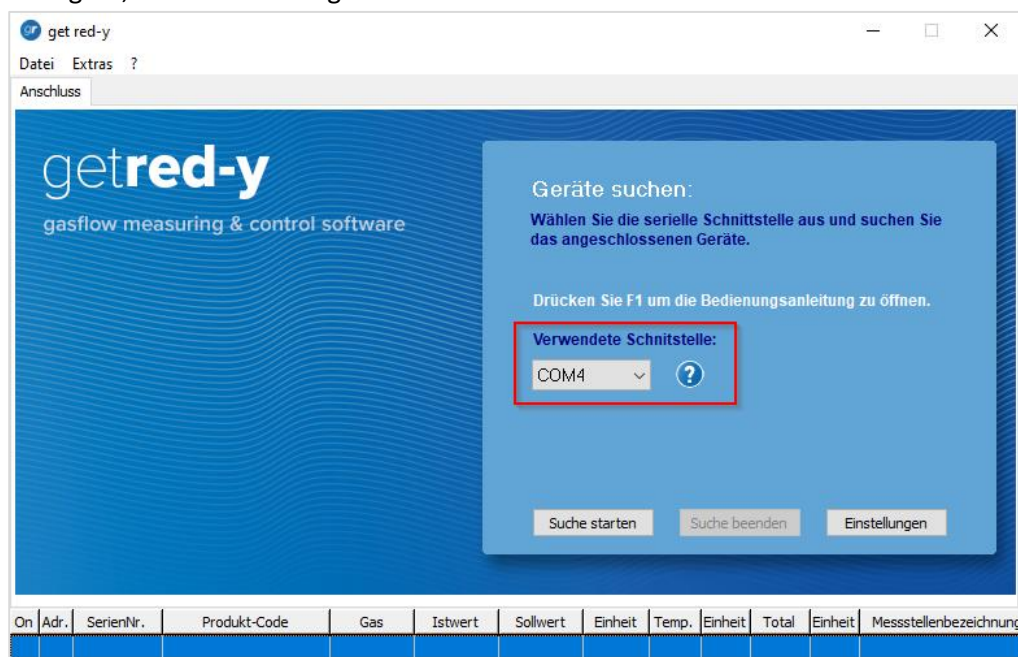 get red-y
Datei Extras ?
Anschluss
getred-y
gasflow measuring & control software
Geräte suchen:
Wählen Sie die serielle Schnittstelle aus und suchen Sie
das angeschlossenen Geräte.
Drücken Sie F1 um die Bedienungsanleitung zu öffnen.
Verwendete Schnitstelle:
COM4 ?
Suche starten Suche beenden Einstellungen
On Adr. SerienNr. Produkt-Code Gas Istwert Sollwert Einheit Temp. Einheit Total Einheit Messstellenbezeichnung